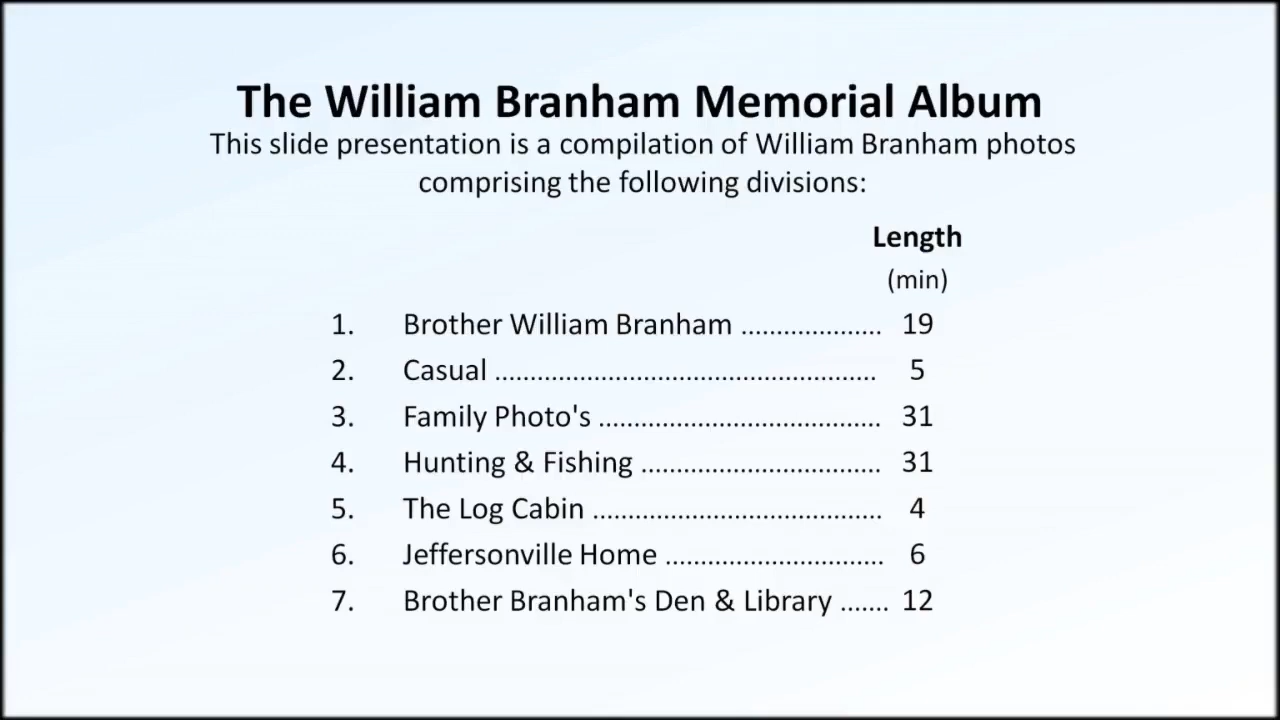 The William Branham Memorial Album
This slide presentation is a compilation of William Branham photos
comprising the following divisions:
Length
(min)
1. Brother William Branham .................... 19
2. Casual ...................................................... 5
3. Family Photo's ........................................ 31
4. Hunting & Fishing .................................. 31
5. The Log Cabin ......................................... 4
6. Jeffersonville Home ............................... 6
7. Brother Branham's Den & Library ....... 12